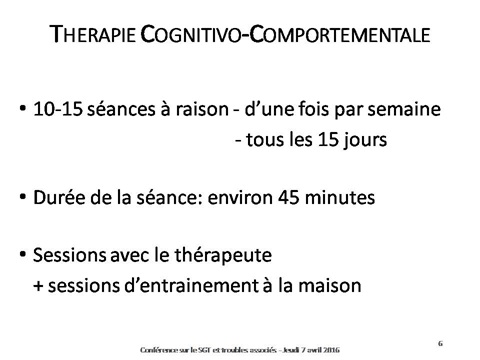 THERAPIE COGNITIVO-COMPORTEMENTALE
• 10-15 séances à raison - d'une fois par semaine
- tous les 15 jours
• Durée de la séance: environ 45 minutes
• Sessions avec le thérapeute
+ sessions d'entrainement à la maison
6
Conférence sur le SGT et troubles associés - Jeudi 7 avril 2016